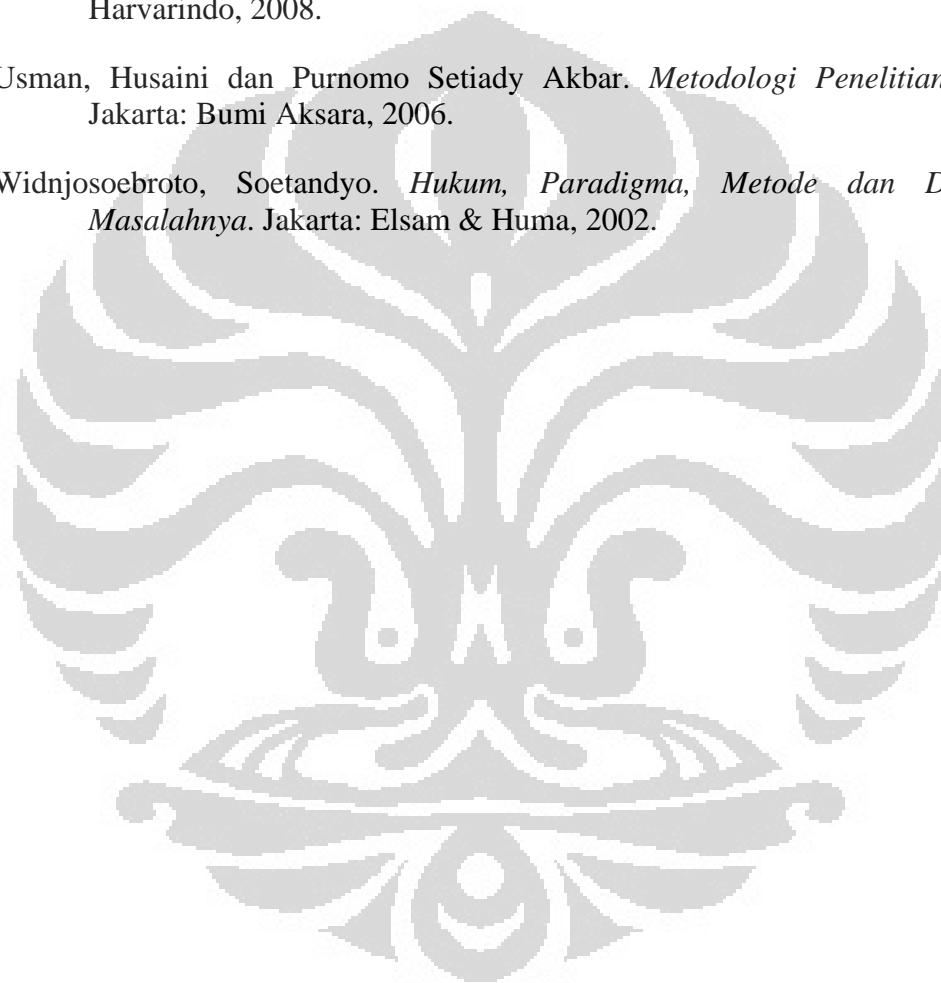 Harvarindo, 2008.
Usman, Husaini dan Purnomo Setiady Akbar. Metodologi Penelitian
Jakarta: Bumi Aksara, 2006.
Widnjosoebroto, Soetandyo. Hukum, Paradigma, Metode dan D
Masalahnya. Jakarta: Elsam & Huma, 2002.